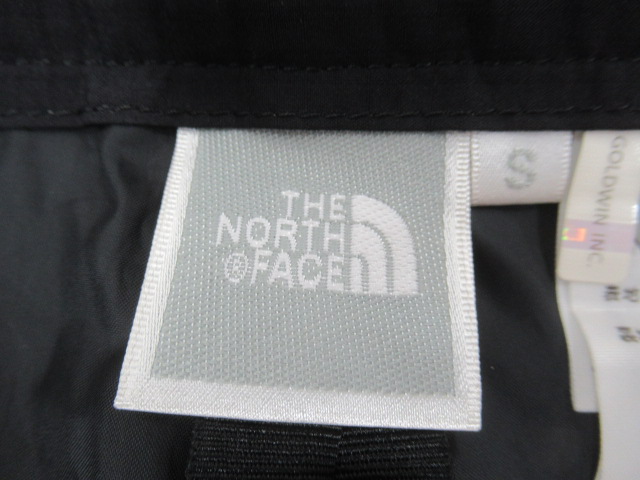 THE
NORTH
®FACE
S
GOLDWIN INC.